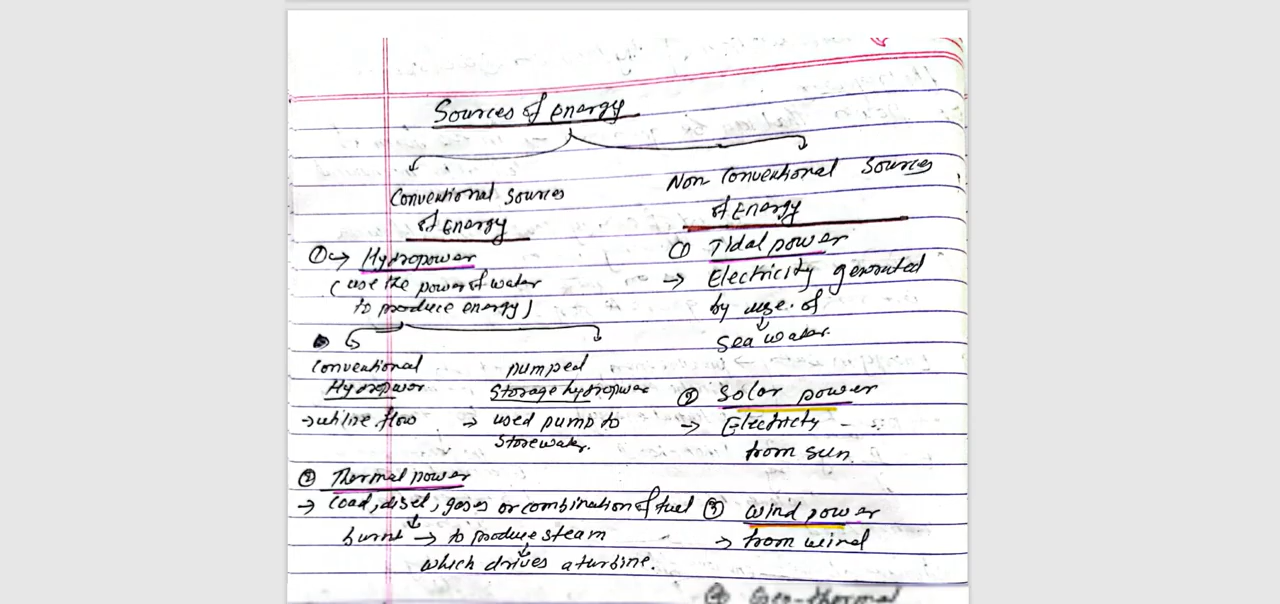 Sources of energy
Conventional Sources
of Energy
① → Hydropower
(use the power of water
to produce energy)
Conventional
Hydropower
→ utiline flow
pumped
Storage hydropower
→ used pump to
store water.
② Thermal power
→ Coad, disel, gases or combination of fuel
burnt → to produce steam
which drives a turbine.
Non Conventional Sources
of Energy
① Tidal power
→ Electricity generated
by use of
Sea water.
② Solar power
→ Electricty
from sun.
③ wind power
→ from wind
④ Geo-thermal